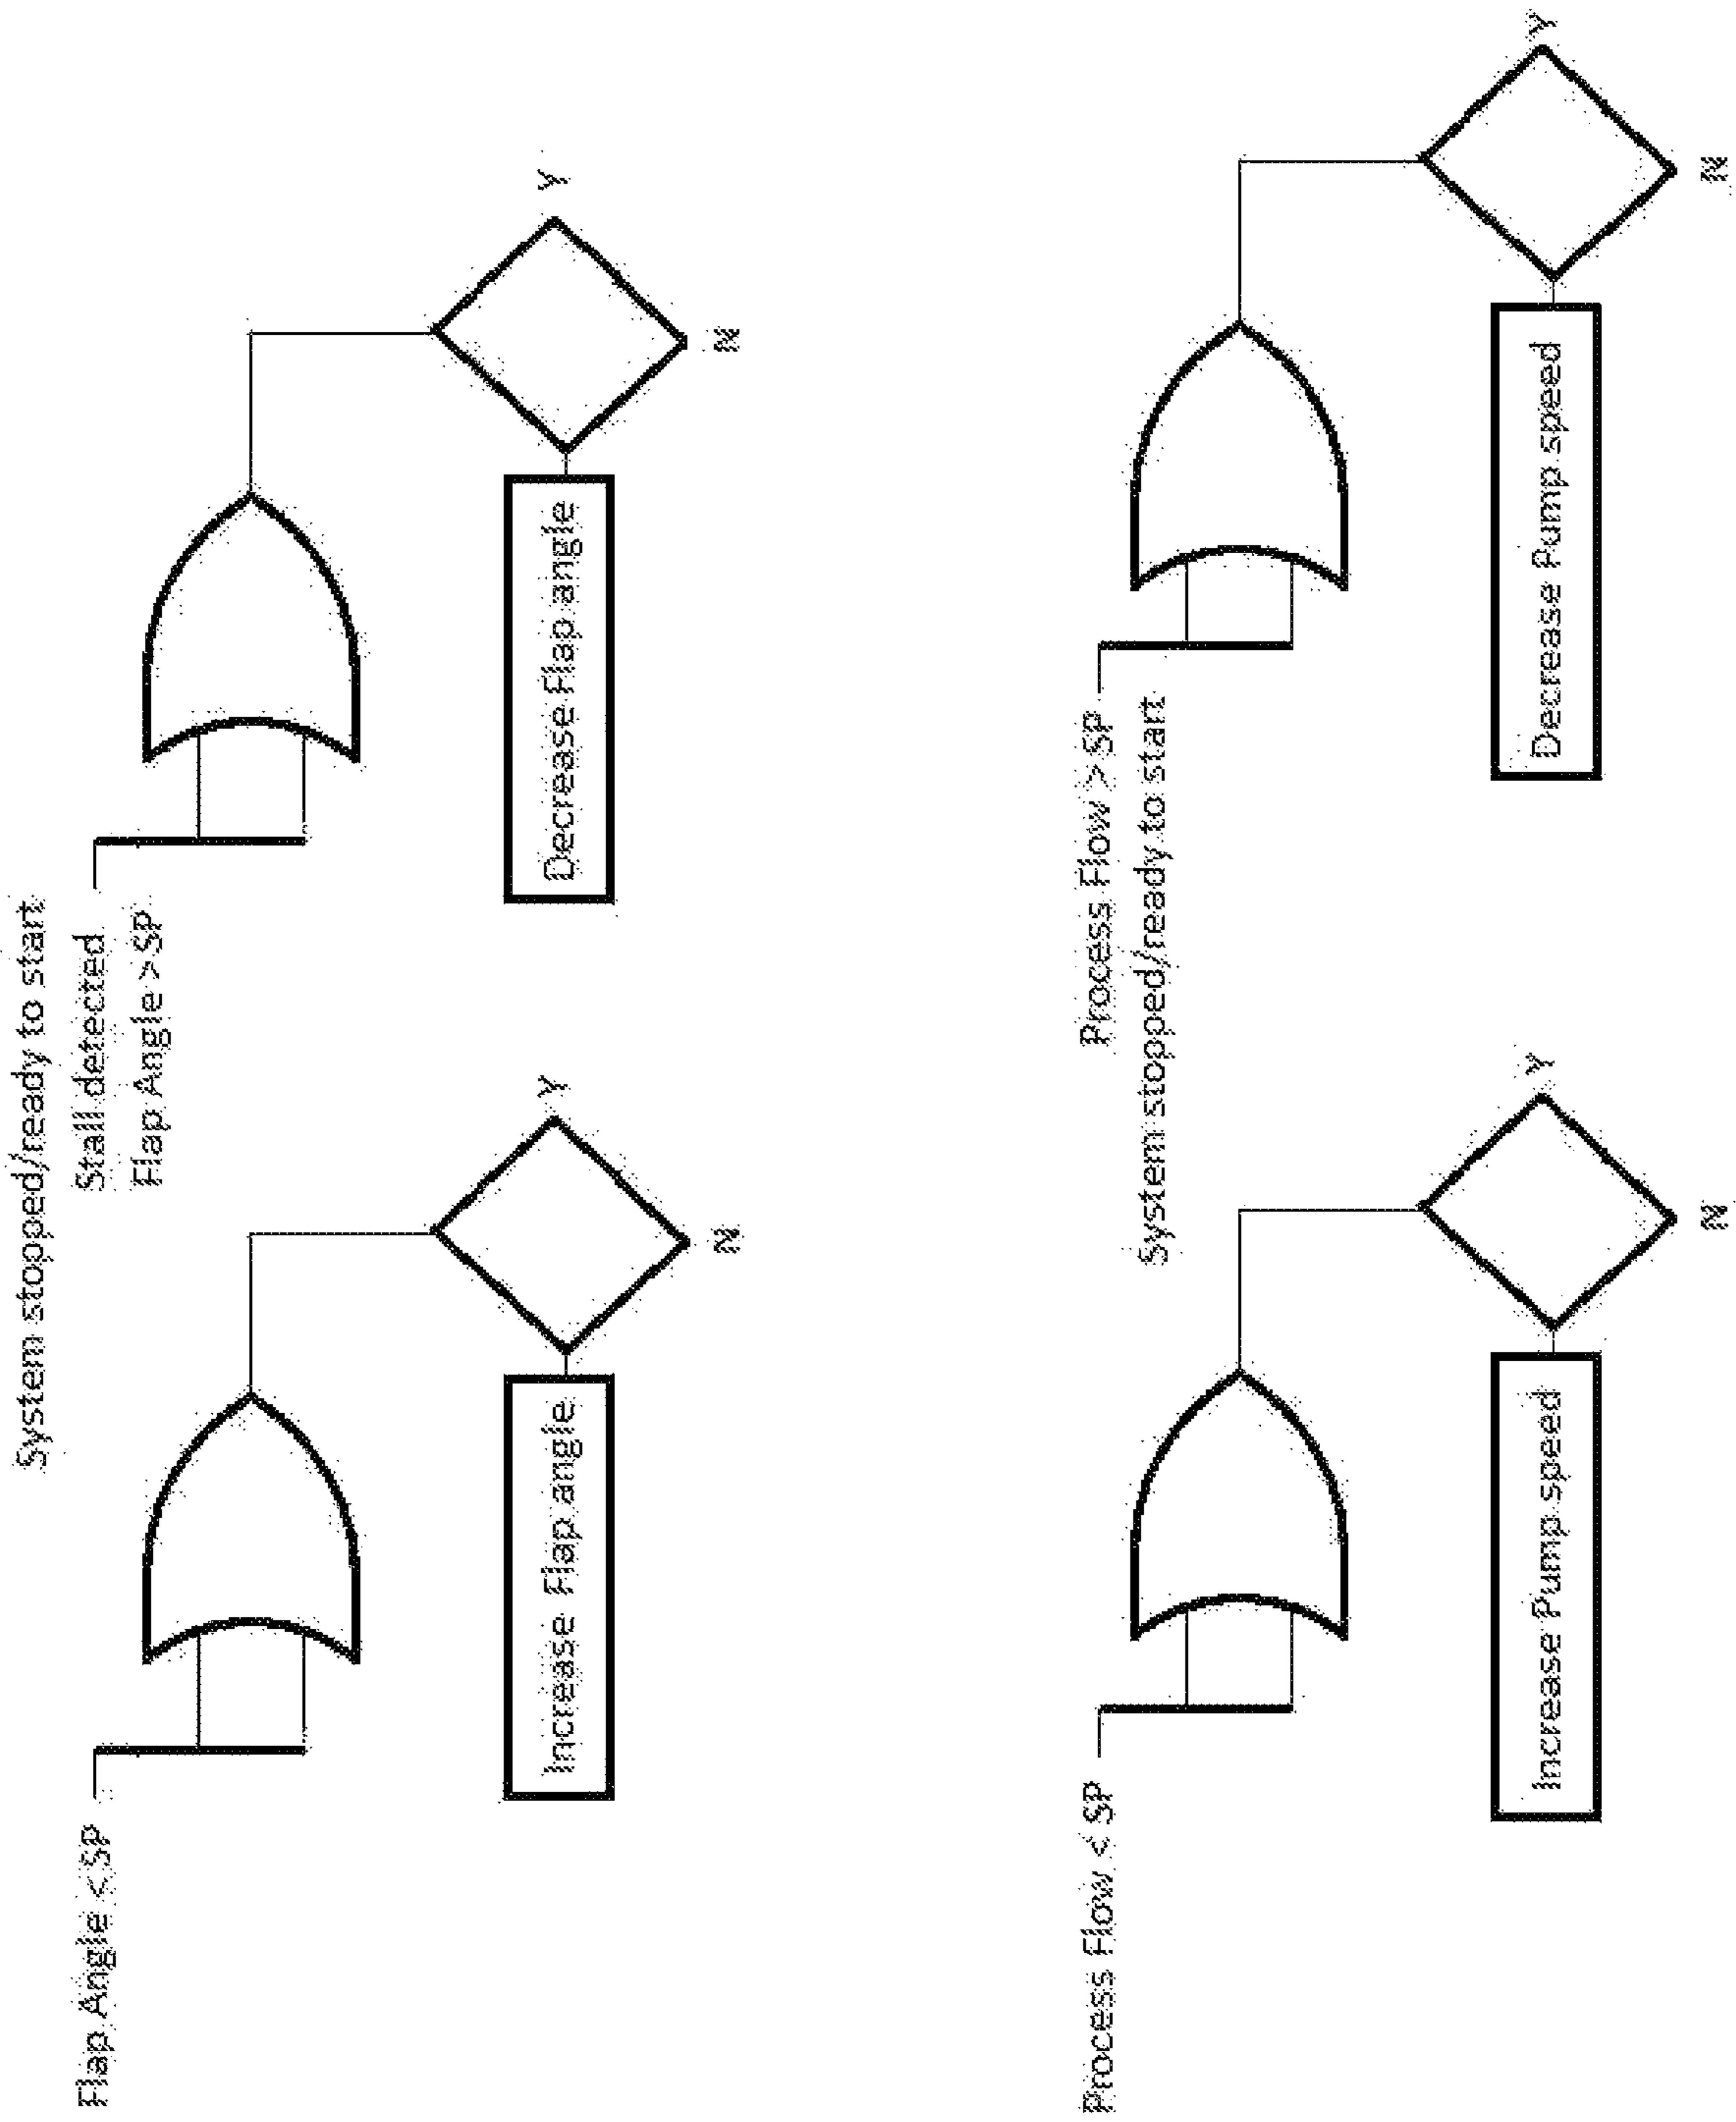 Flap Angle < SP
Increase Flap angle
Y
N
System stopped/ready to start
Stall detected
Flap Angle >SP
Decrease Flap angle
Y
N
Process Flow < SP
Increase Pump speed
Y
N
Process Flow >SP
System stopped/ready to start
Decrease Pump speed
Y
N